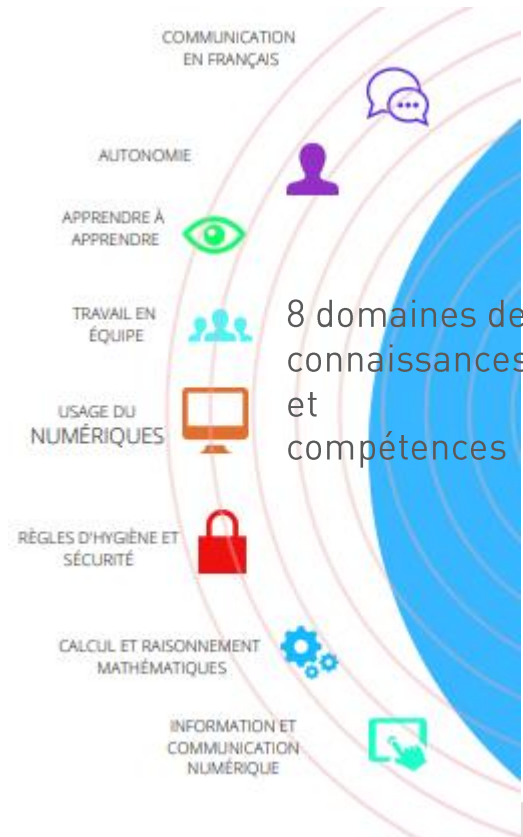 COMMUNICATION
EN FRANÇAIS
AUTONOMIE
APPRENDRE À
APPRENDRE
TRAVAIL EN
ÉQUIPE
8 domaines de
connaissances
et
compétences
USAGE DU
NUMÉRIQUES
RÈGLES D'HYGIÈNE ET
SÉCURITÉ
CALCUL ET RAISONNEMENT
MATHÉMATIQUES
INFORMATION ET
COMMUNICATION
NUMÉRIQUE